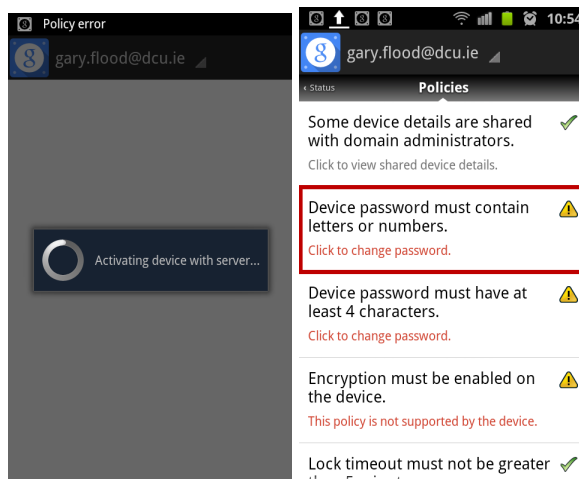 Policy error
gary.flood@dcu.ie
Activating device with server...
10:54
gary.flood@dcu.ie
‹ Status
Policies
Some device details are shared
with domain administrators.
Click to view shared device details.
Device password must contain
letters or numbers.
Click to change password.
Device password must have at
least 4 characters.
Click to change password.
Encryption must be enabled on
the device.
This policy is not supported by the device.
Lock timeout must not be greater